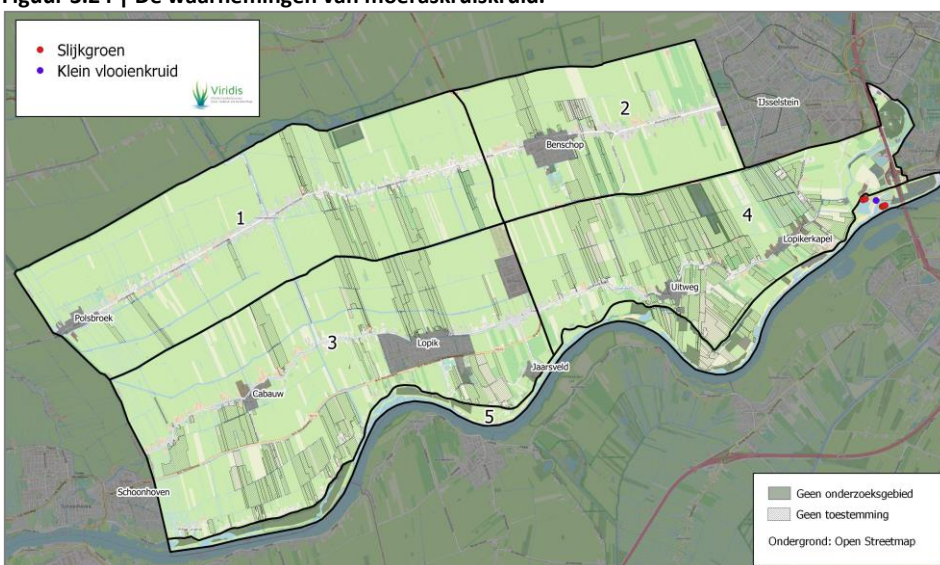 Figuur 3.24 | De waarnemingen van moeraskruiskruid.
Slijkgroen
Klein vlooienkruid
Viridis
IJsselstein
2
Benschop
1
4
Lopikerkapel
Uitweg
Polsbroek
3
Lopik
Jaarsveld
Cabauw
5
Schoonhoven
Geen onderzoeksgebied
Geen toestemming
Ondergrond: Open Streetmap